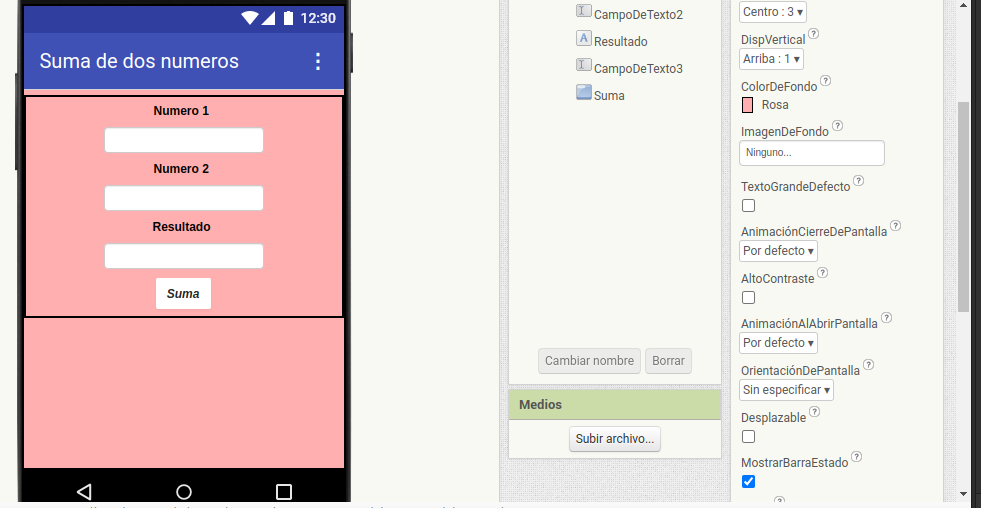 12:30
Suma de dos numeros
Numero 1
Numero 2
Resultado
Suma
CampoDeTexto2
Resultado
CampoDeTexto3
Suma
Cambiar nombre
Borrar
Medios
Subir archivo...
Centro : 3 ▾
DispVertical ?
Arriba : 1 ▾
ColorDeFondo ?
Rosa
ImagenDeFondo ?
Ninguno...
TextoGrandeDefecto ?
AnimaciónCierreDePantalla ?
Por defecto ▾
AltoContraste ?
AnimaciónAlAbrirPantalla ?
Por defecto ▾
OrientaciónDePantalla ?
Sin especificar ▾
Desplazable ?
MostrarBarraEstado ?